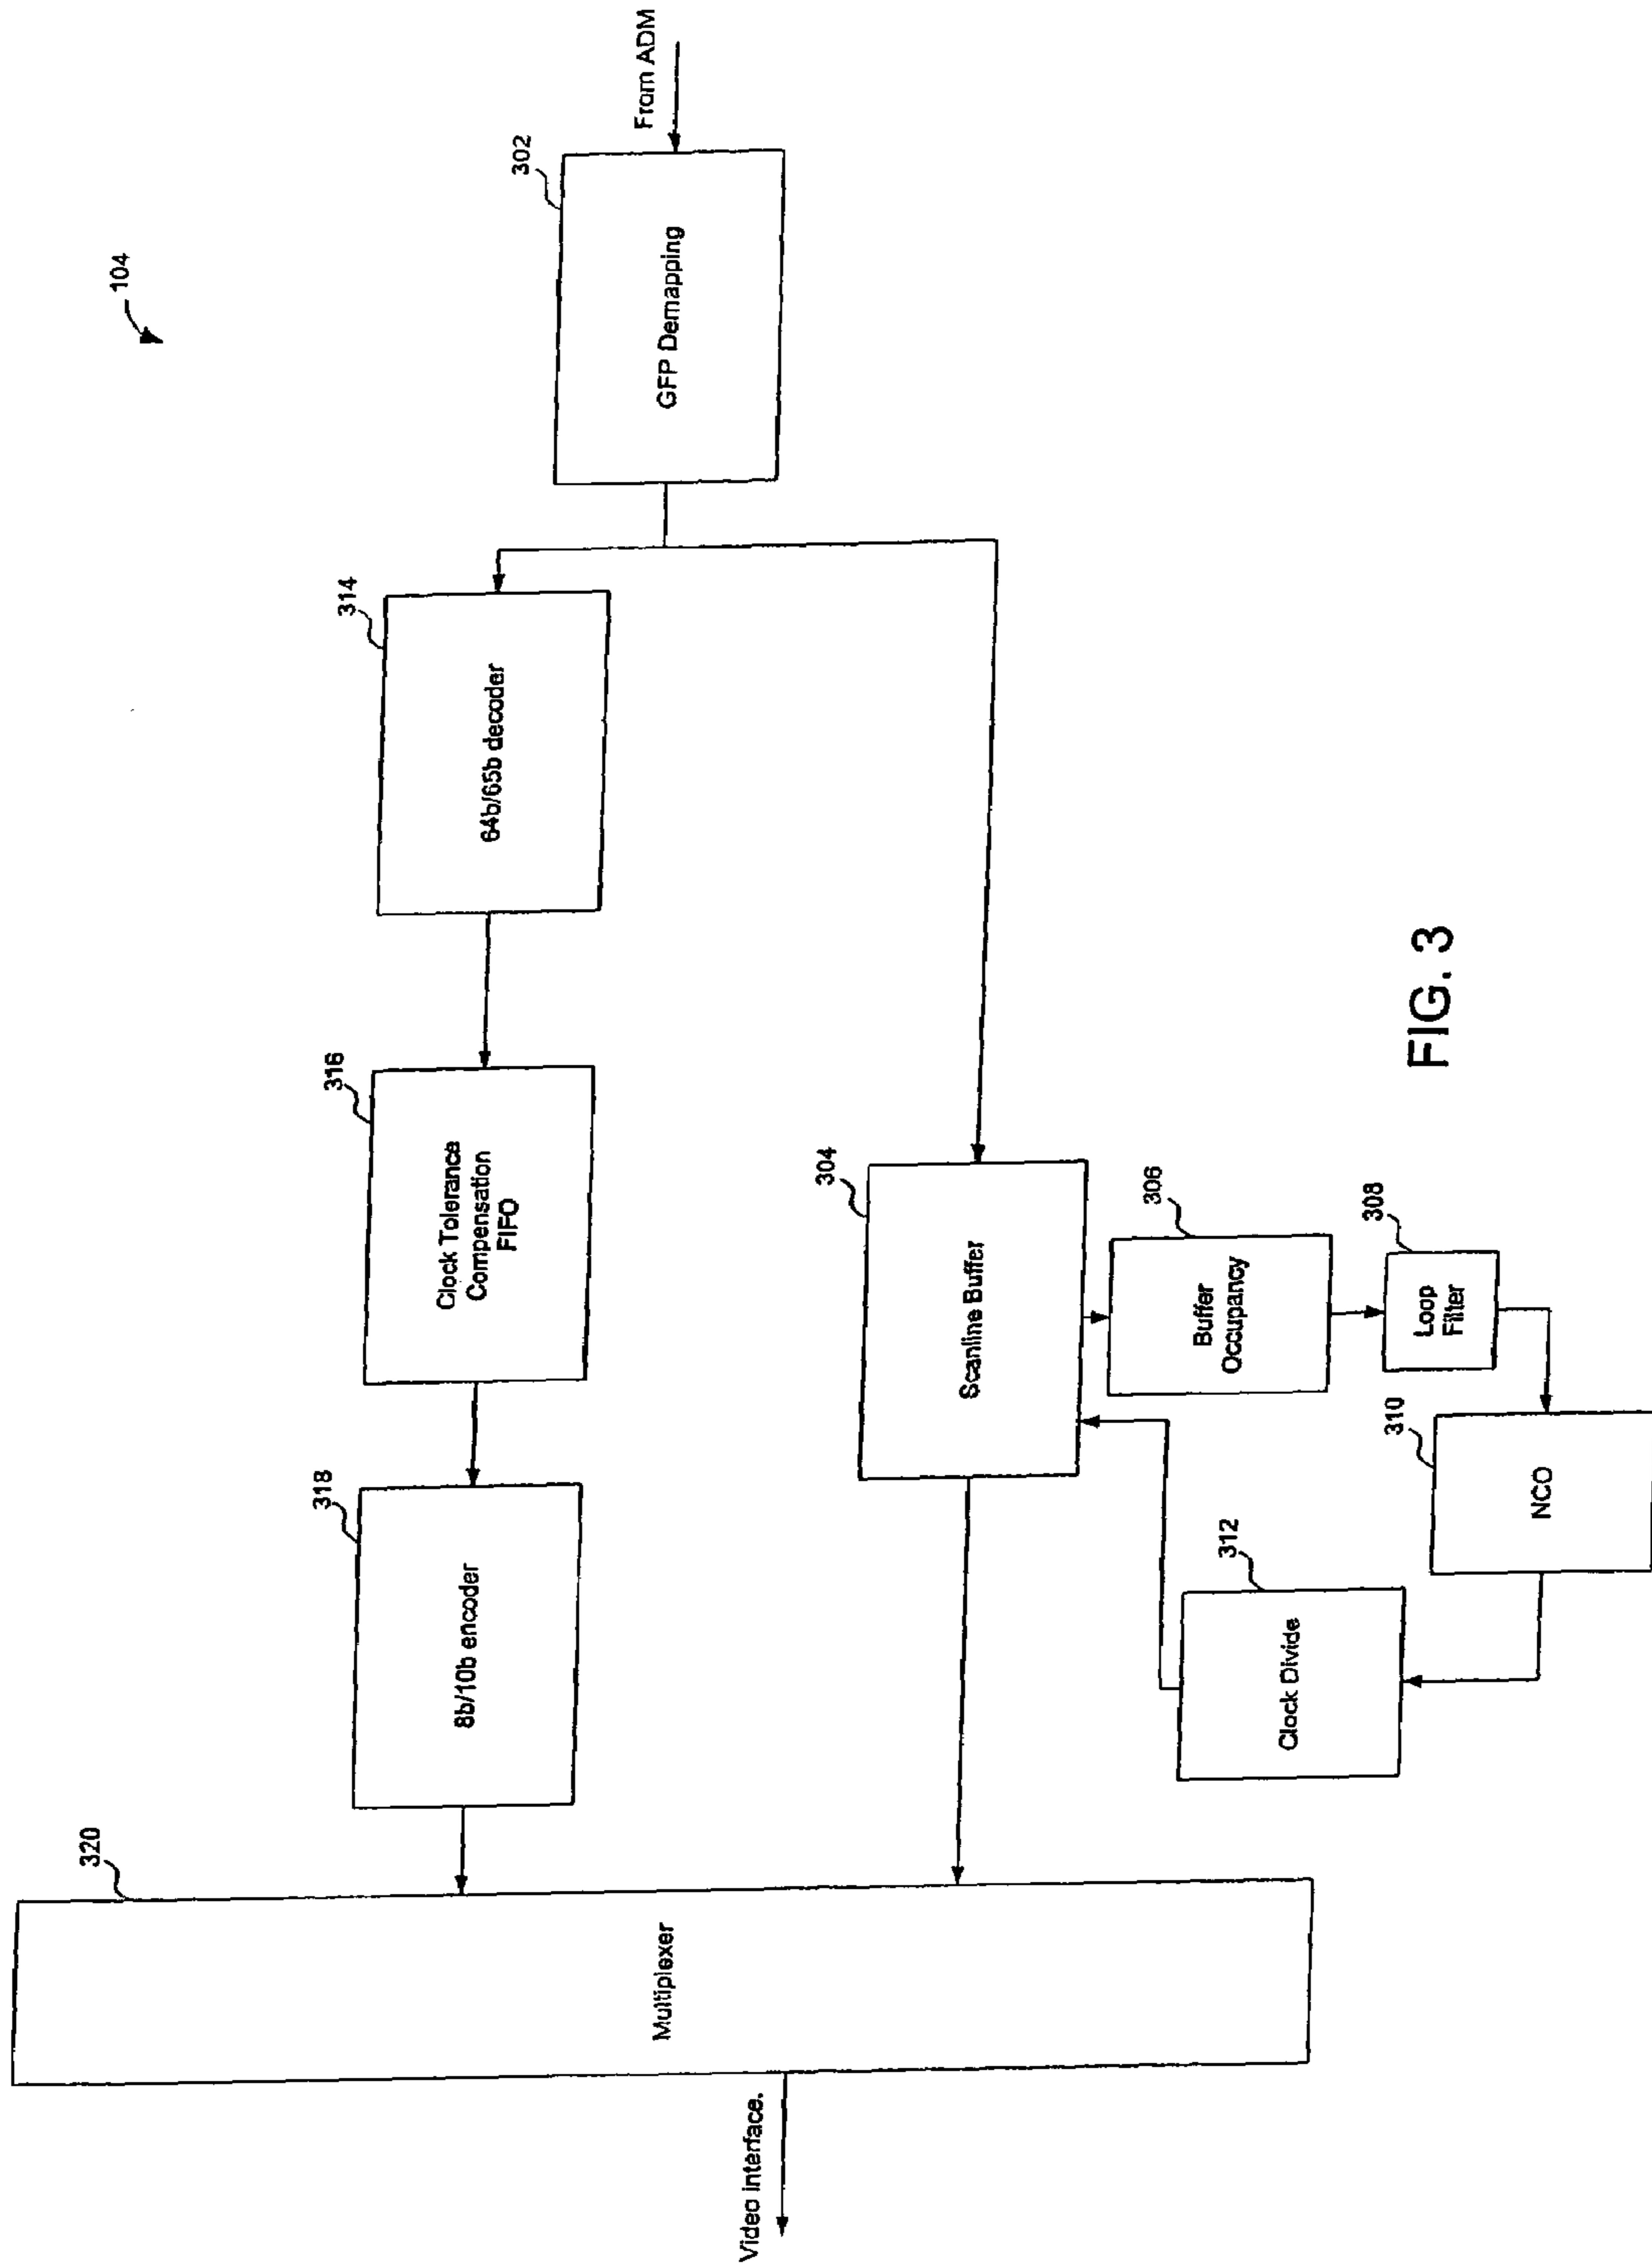 104
From ADM
302
GFP Demapping
314
64b/65b decoder
316
Clock Tolerance
Compensation
FIFO
318
8b/10b encoder
304
Scanline Buffer
306
Buffer
Occupancy
308
Loop
Filter
310
NCO
312
Clock Divide
320
Multiplexer
Video interface.
FIG. 3